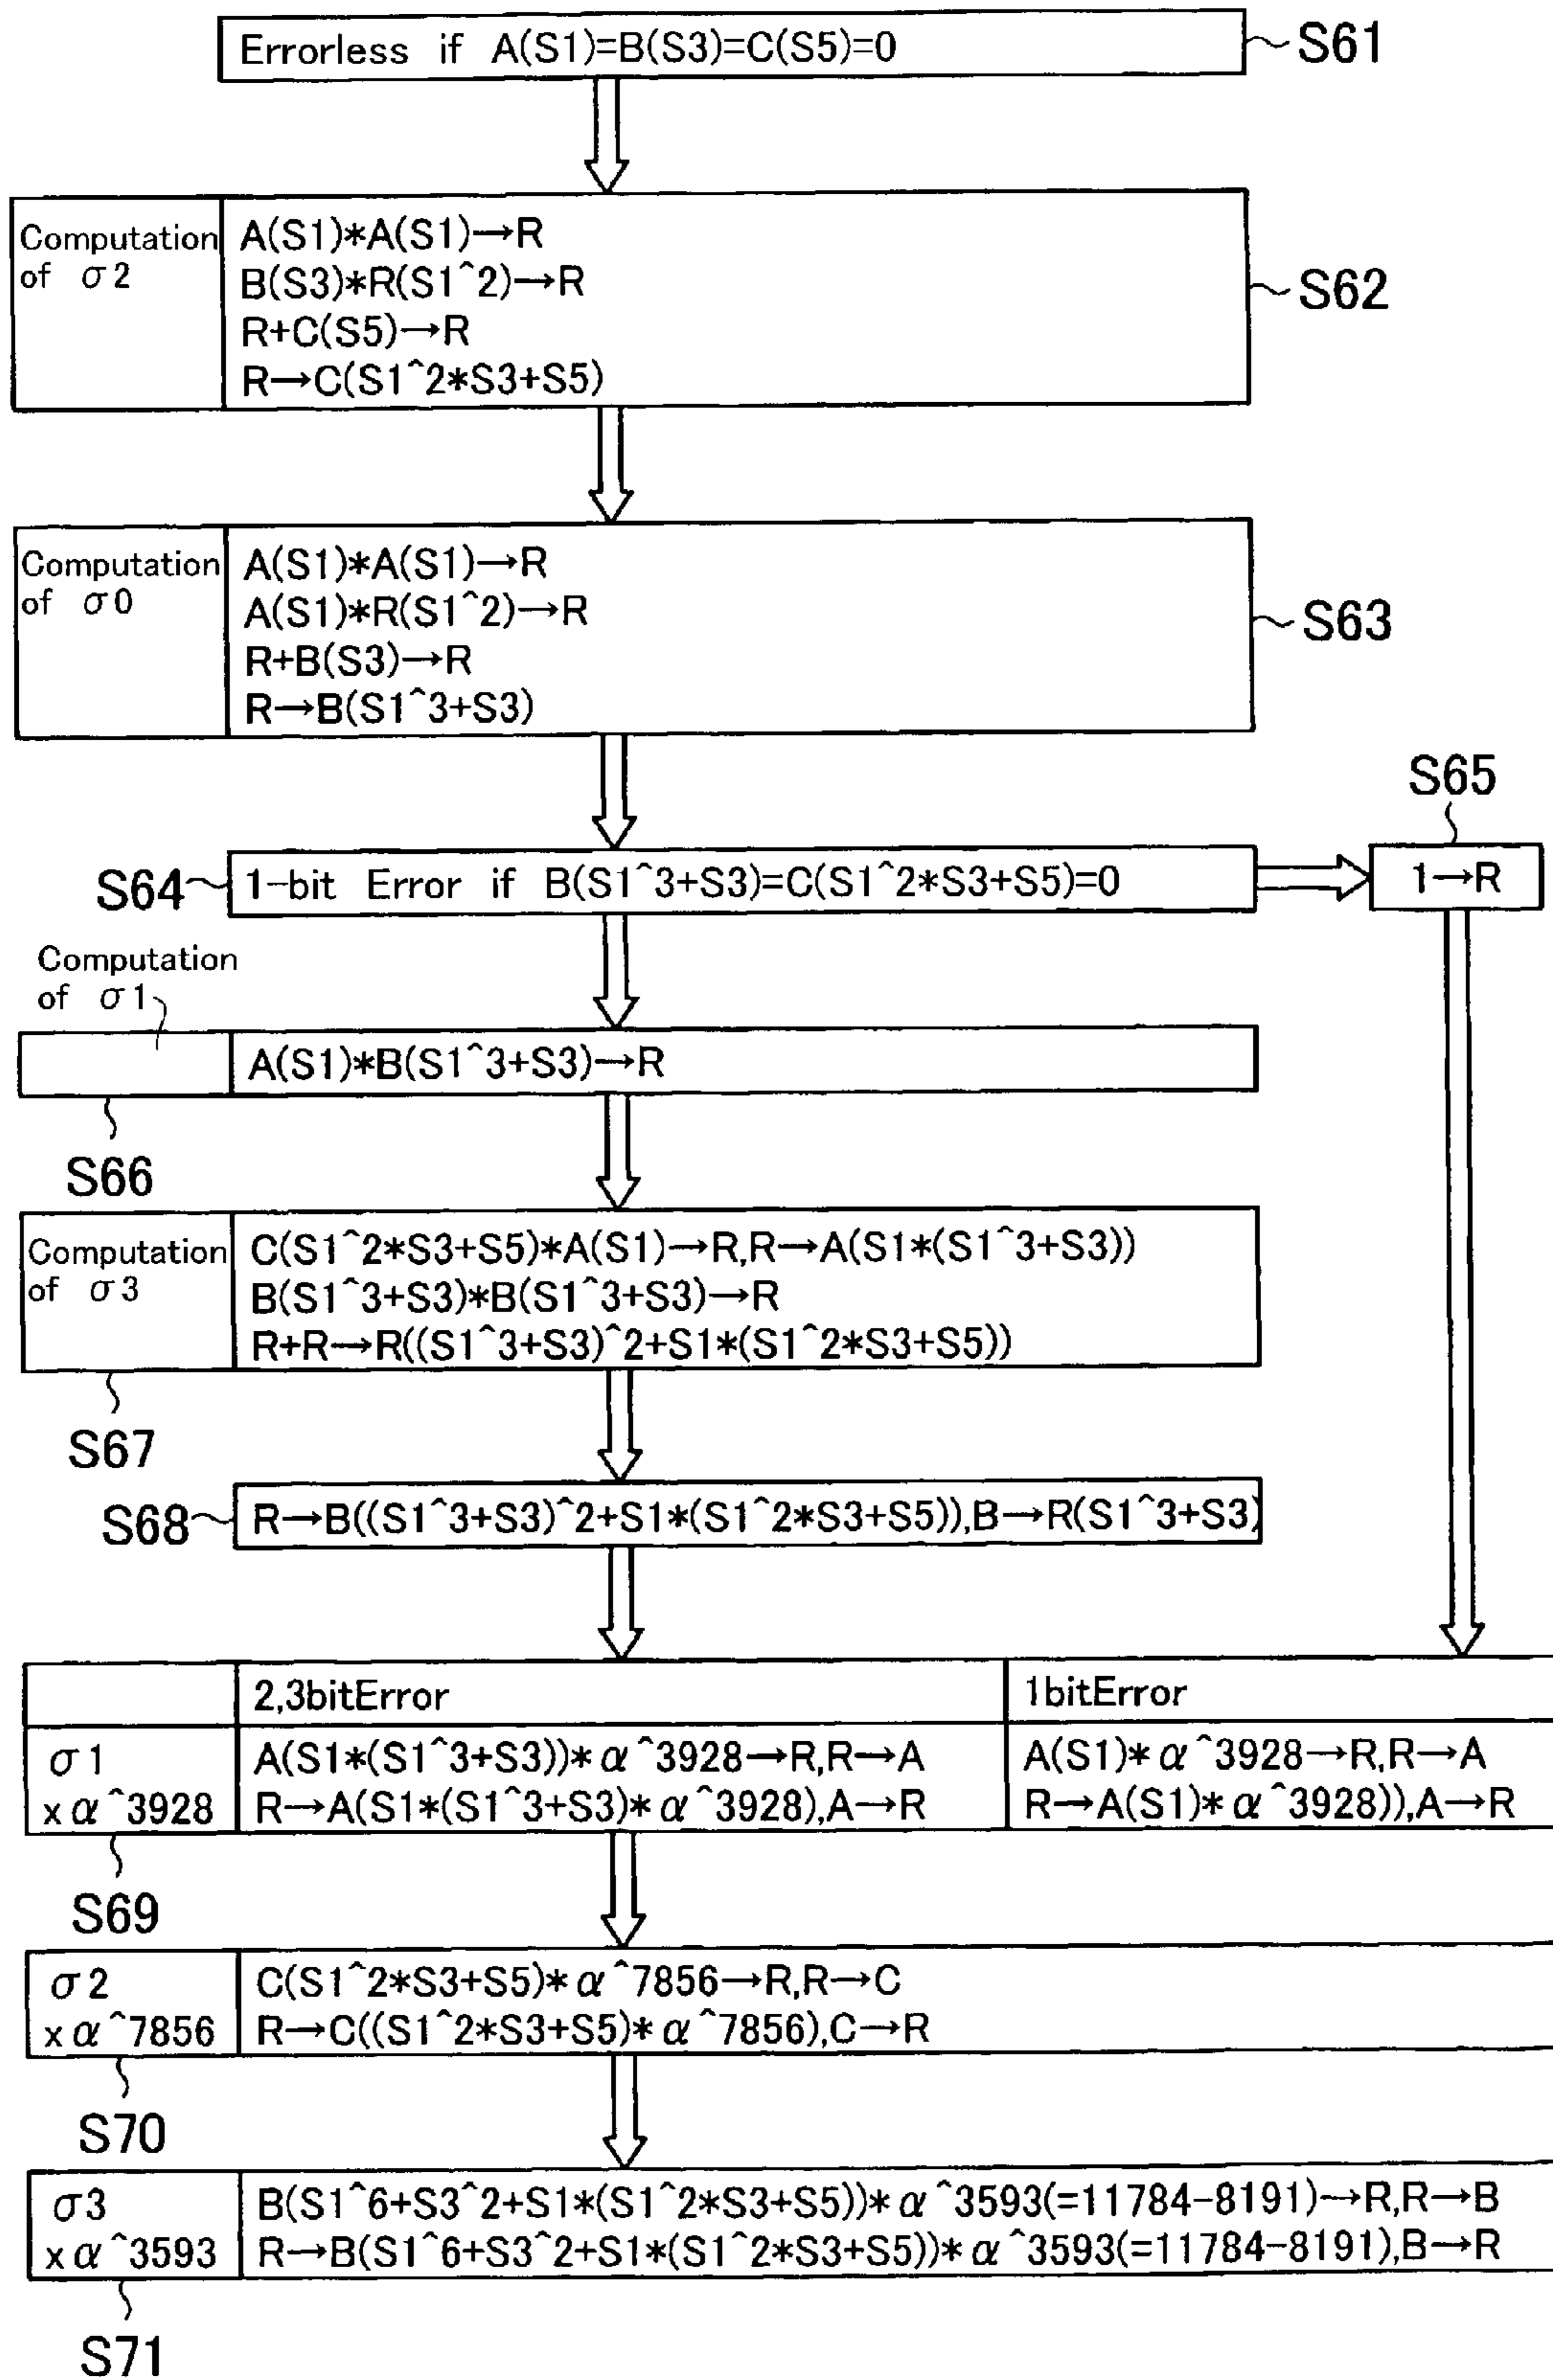 Errorless if A(S1)=B(S3)=C(S5)=0
S61
Computation
of σ2
A(S1)*A(S1)→R
B(S3)*R(S1^2)→R
R+C(S5)→R
R→C(S1^2*S3+S5)
S62
Computation
of σ0
A(S1)*A(S1)→R
A(S1)*R(S1^2)→R
R+B(S3)→R
R→B(S1^3+S3)
S63
S64
1-bit Error if B(S1^3+S3)=C(S1^2*S3+S5)=0
S65
1→R
Computation
of σ1
A(S1)*B(S1^3+S3)→R
S66
Computation
of σ3
C(S1^2*S3+S5)*A(S1)→R,R→A(S1*(S1^3+S3))
B(S1^3+S3)*B(S1^3+S3)→R
R+R→R((S1^3+S3)^2+S1*(S1^2*S3+S5))
S67
S68
R→B((S1^3+S3)^2+S1*(S1^2*S3+S5)),B→R(S1^3+S3)
2,3bitError
1bitError
σ1
xα^3928
A(S1*(S1^3+S3))*α^3928→R,R→A
R→A(S1*(S1^3+S3)*α^3928),A→R
A(S1)*α^3928→R,R→A
R→A(S1)*α^3928)),A→R
S69
σ2
xα^7856
C(S1^2*S3+S5)*α^7856→R,R→C
R→C((S1^2*S3+S5)*α^7856),C→R
S70
σ3
xα^3593
B(S1^6+S3^2+S1*(S1^2*S3+S5))*α^3593(=11784-8191)→R,R→B
R→B(S1^6+S3^2+S1*(S1^2*S3+S5))*α^3593(=11784-8191),B→R
S71